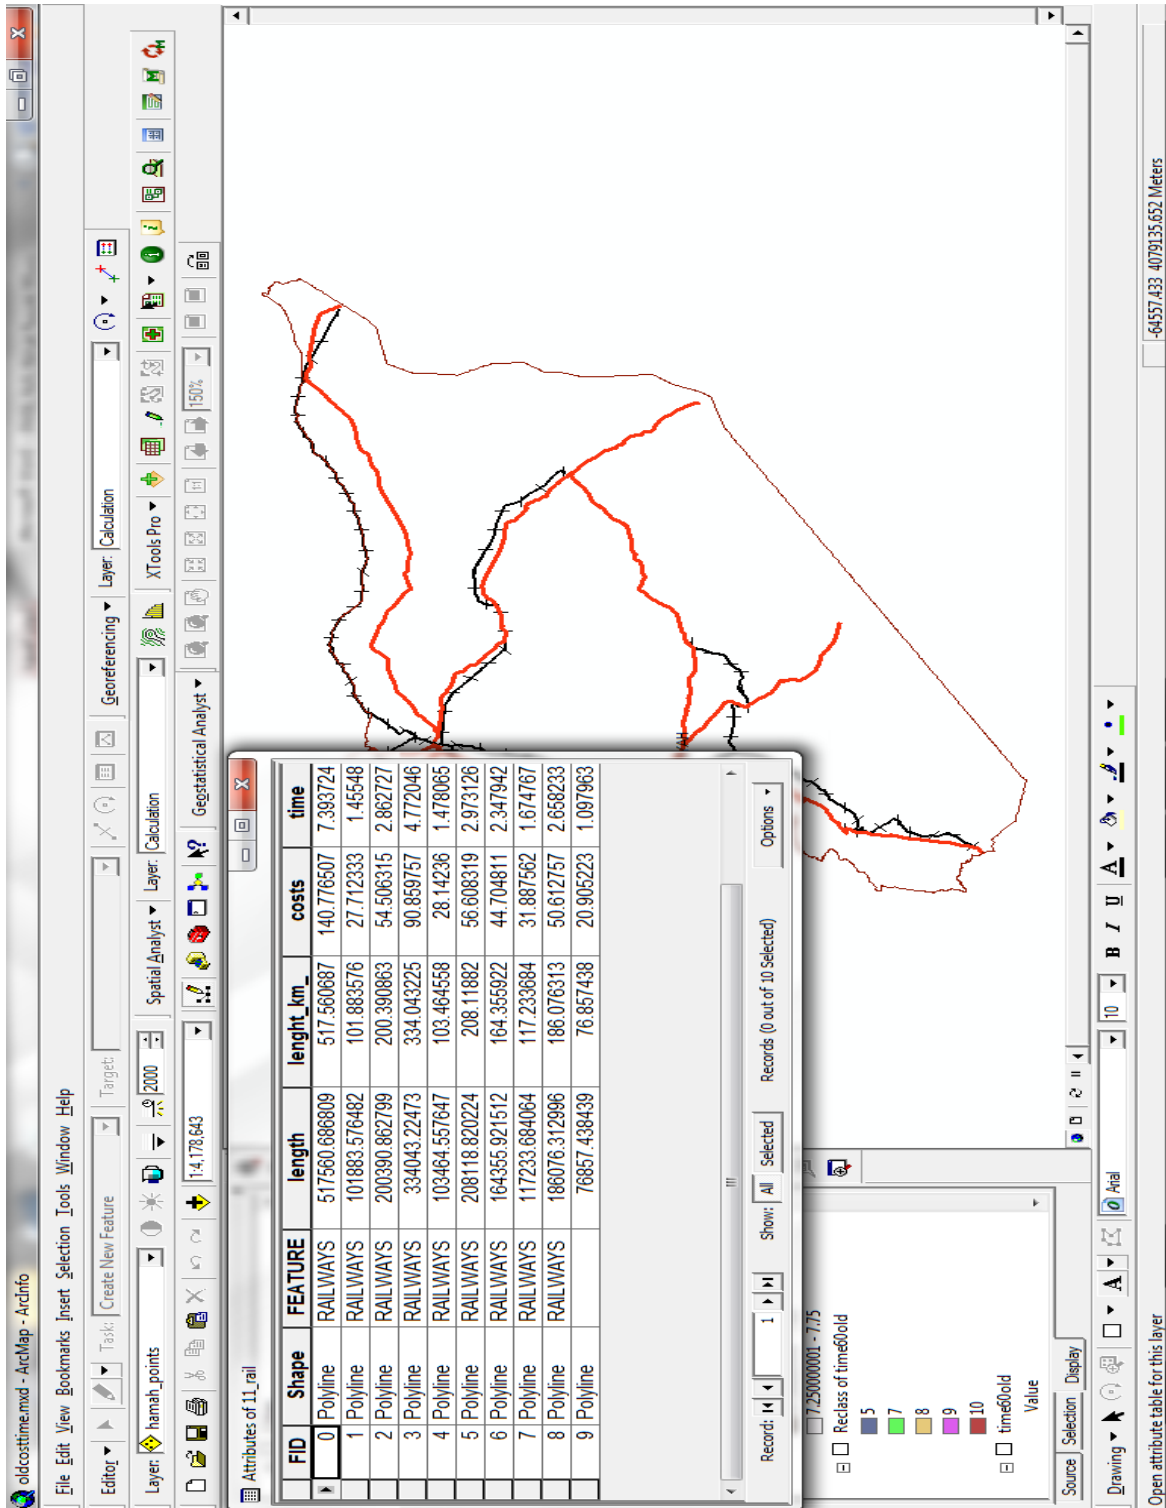 oldcosttime.mxd - ArcMap - ArcInfo
File Edit View Bookmarks Insert Selection Tools Window Help
Editor Task: Create New Feature Target: Georeferencing Layer: Calculation
Layer: hamah_points 2000 Spatial Analyst Layer: Calculation XTools Pro
1:4,178,643 Geostatistical Analyst 150%
Attributes of 11_rail
FID Shape FEATURE length lenght_km_ costs time
0 Polyline RAILWAYS 517560.686809 517.560687 140.776507 7.393724
1 Polyline RAILWAYS 101883.576482 101.883576 27.712333 1.45548
2 Polyline RAILWAYS 200390.862799 200.390863 54.506315 2.862727
3 Polyline RAILWAYS 334043.22473 334.043225 90.859757 4.772046
4 Polyline RAILWAYS 103464.557647 103.464558 28.14236 1.478065
5 Polyline RAILWAYS 208118.820224 208.11882 56.608319 2.973126
6 Polyline RAILWAYS 164355.921512 164.355922 44.704811 2.347942
7 Polyline RAILWAYS 117233.684064 117.233684 31.887562 1.674767
8 Polyline RAILWAYS 186076.312996 186.076313 50.612757 2.658233
9 Polyline 76857.438439 76.857438 20.905223 1.097963
Record: 1 Show: All Selected Records (0 out of 10 Selected) Options
7.250000001 - 7.75
Reclass of time60old
5
7
8
9
10
time60old
Value
Source Display Selection
Drawing A Arial 10 B I U A
Open attribute table for this layer -64557.433 4079135.652 Meters